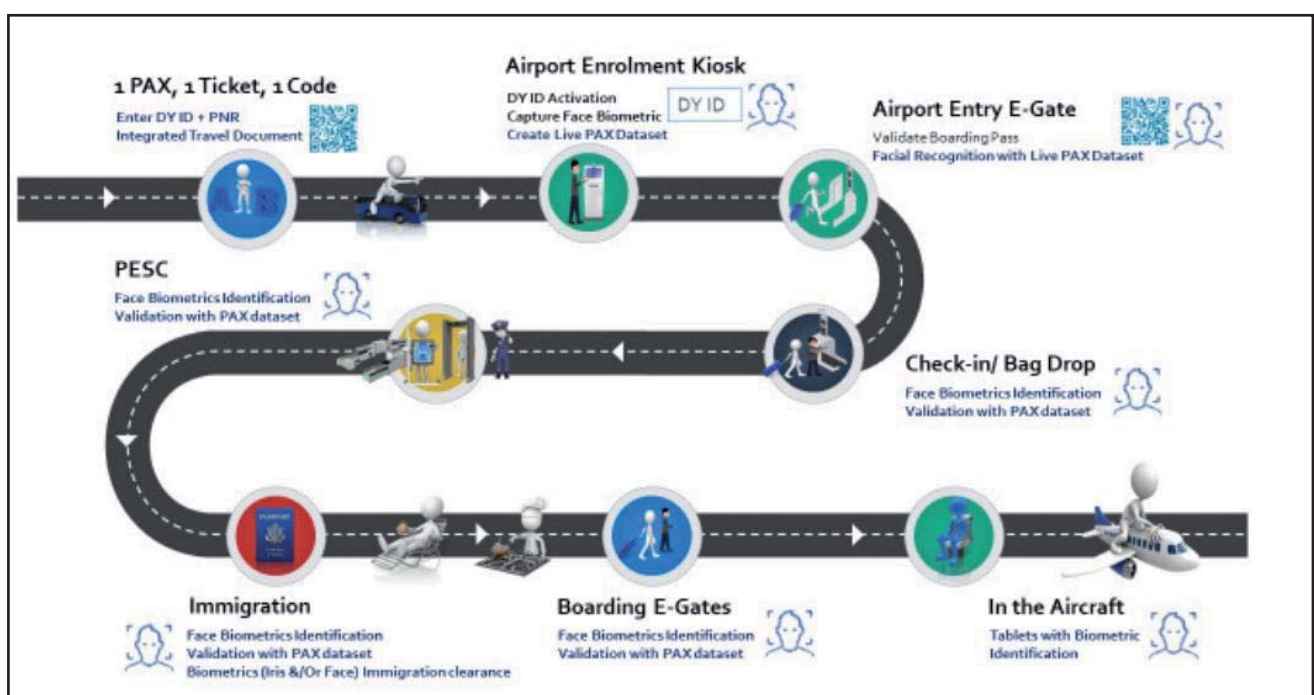 1 PAX, 1 Ticket, 1 Code
Enter DY ID + PNR
Integrated Travel Document
Airport Enrolment Kiosk
DY ID Activation
Capture Face Biometric
Create Live PAX Dataset
DY ID
Airport Entry E-Gate
Validate Boarding Pass
Facial Recognition with Live PAX Dataset
A B
PESC
Face Biometrics Identification
Validation with PAX dataset
Check-in/ Bag Drop
Face Biometrics Identification
Validation with PAX dataset
PASSPORT
Immigration
Face Biometrics Identification
Validation with PAX dataset
Biometrics (Iris &/Or Face) Immigration clearance
Boarding E-Gates
Face Biometrics Identification
Validation with PAX dataset
In the Aircraft
Tablets with Biometric
Identification